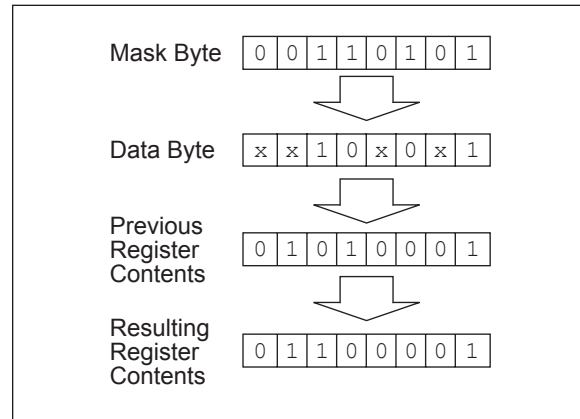 Mask Byte 0 0 1 1 0 1 0 1
Data Byte x x 1 0 x 0 x 1
Previous
Register
Contents
0 1 0 1 0 0 0 1
Resulting
Register
Contents
0 1 1 0 0 0 0 1